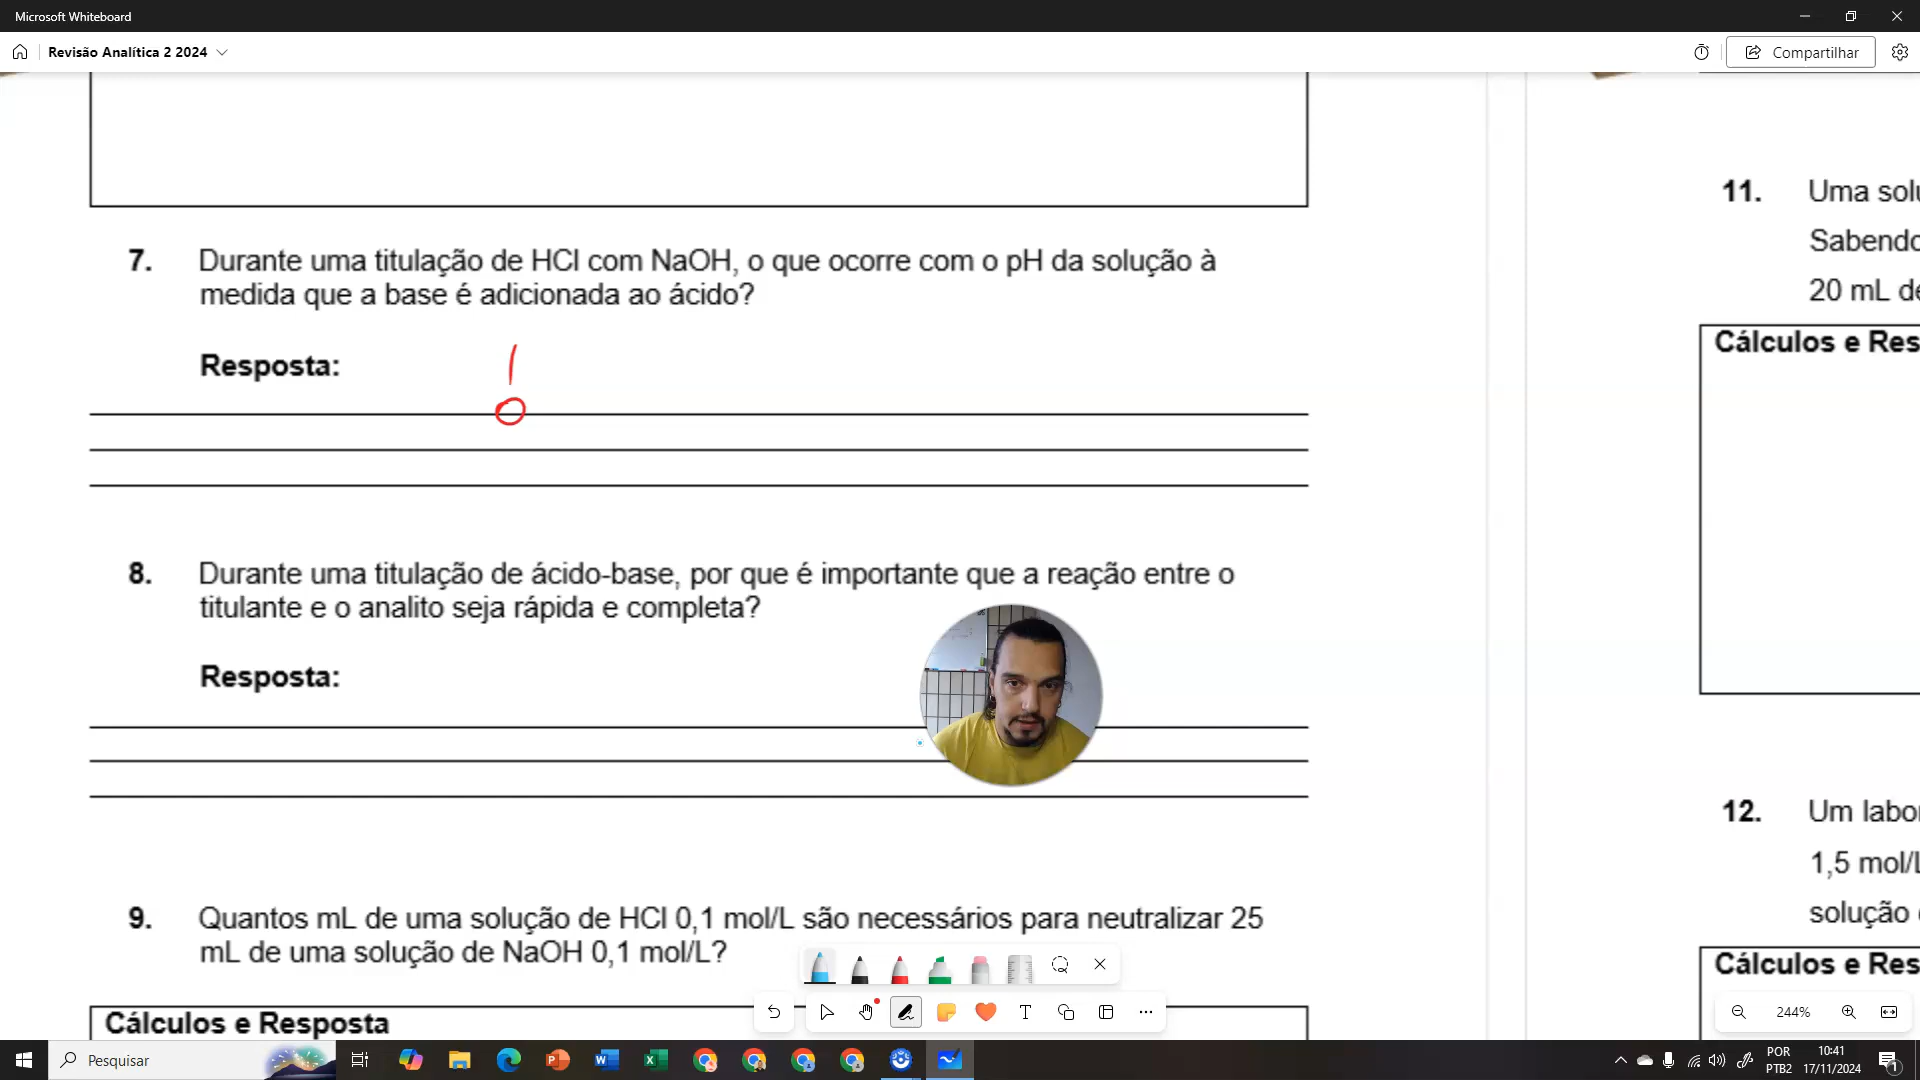 Microsoft Whiteboard
Revisão Analítica 2 2024
Compartilhar
7. Durante uma titulação de HCl com NaOH, o que ocorre com o pH da solução à
medida que a base é adicionada ao ácido?
Resposta:
8. Durante uma titulação de ácido-base, por que é importante que a reação entre o
titulante e o analito seja rápida e completa?
Resposta:
9. Quantos mL de uma solução de HCl 0,1 mol/L são necessários para neutralizar 25
mL de uma solução de NaOH 0,1 mol/L?
Cálculos e Resposta
11. Uma solu
Sabendo
20 mL de
Cálculos e Res
12. Um labor
1,5 mol/L
solução
Cálculos e Res
244%
Pesquisar
POR
PTB2
10:41
17/11/2024
1